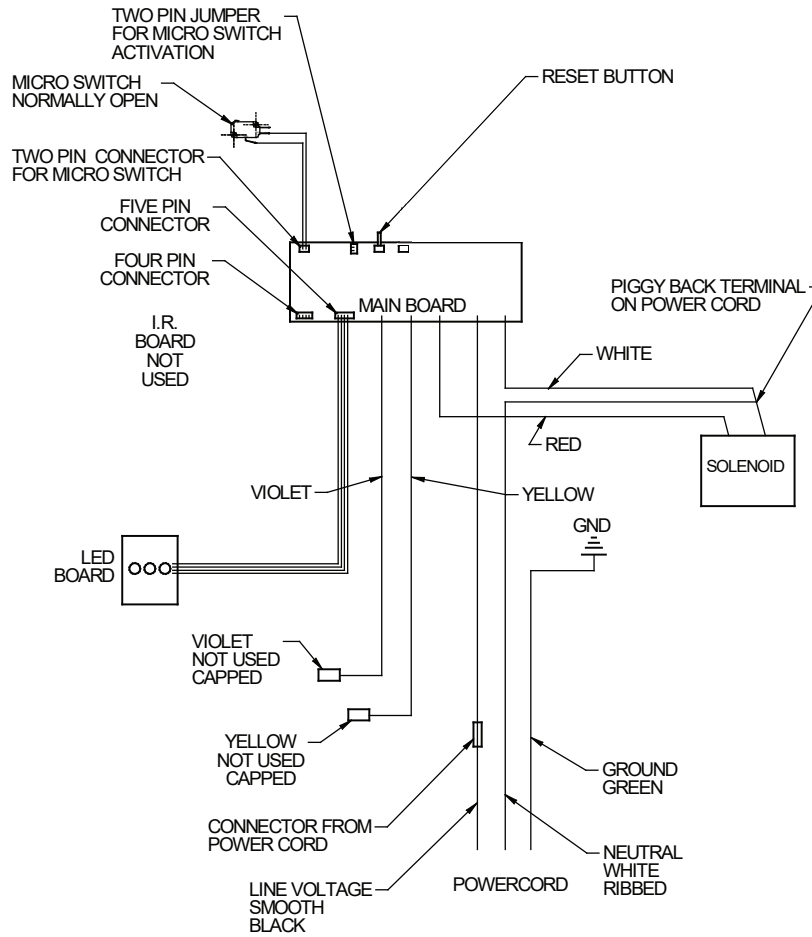 TWO PIN JUMPER
FOR MICRO SWITCH
ACTIVATION
MICRO SWITCH
NORMALLY OPEN
RESET BUTTON
TWO PIN CONNECTOR
FOR MICRO SWITCH
FIVE PIN
CONNECTOR
FOUR PIN
CONNECTOR
MAIN BOARD
PIGGY BACK TERMINAL
ON POWER CORD
I.R.
BOARD
NOT
USED
WHITE
RED
SOLENOID
VIOLET
YELLOW
GND
LED
BOARD
VIOLET
NOT USED
CAPPED
YELLOW
NOT USED
CAPPED
GROUND
GREEN
CONNECTOR FROM
POWER CORD
NEUTRAL
WHITE
RIBBED
LINE VOLTAGE
SMOOTH
BLACK
POWERCORD